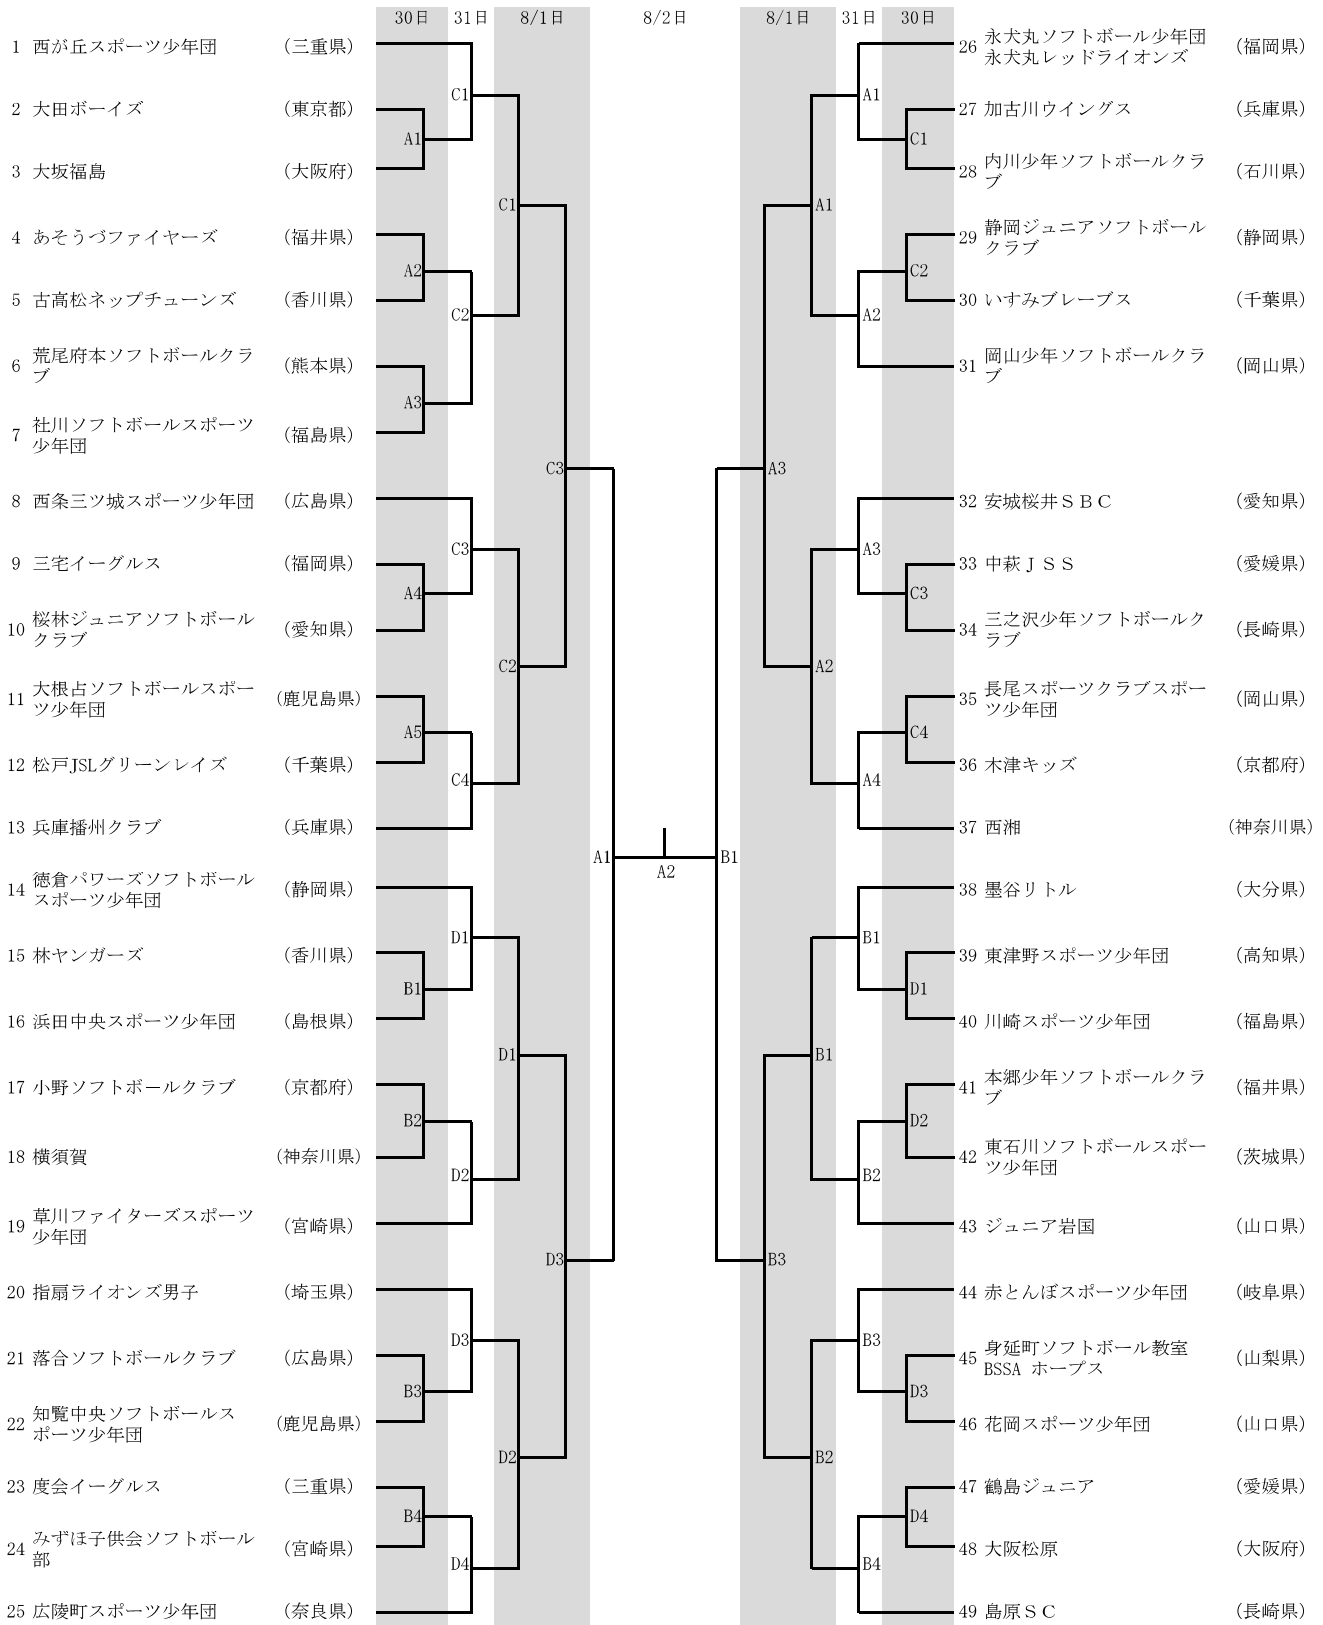 30日 31日 8/1日 8/2日 8/1日 31日 30日
1 西が丘スポーツ少年団 (三重県)
2 大田ボーイズ (東京都)
3 大坂福島 (大阪府)
4 あそうづファイヤーズ (福井県)
5 古高松ネップチューンズ (香川県)
6 荒尾府本ソフトボールクラ
ブ (熊本県)
7 社川ソフトボールスポーツ
少年団 (福島県)
8 西条三ツ城スポーツ少年団 (広島県)
9 三宅イーグルス (福岡県)
10 桜林ジュニアソフトボール
クラブ (愛知県)
11 大根占ソフトボールスポー
ツ少年団 (鹿児島県)
12 松戸JSLグリーンレイズ (千葉県)
13 兵庫播州クラブ (兵庫県)
14 徳倉パワーズソフトボール
スポーツ少年団 (静岡県)
15 林ヤンガーズ (香川県)
16 浜田中央スポーツ少年団 (島根県)
17 小野ソフトボールクラブ (京都府)
18 横須賀 (神奈川県)
19 草川ファイターズスポーツ
少年団 (宮崎県)
20 指扇ライオンズ男子 (埼玉県)
21 落合ソフトボールクラブ (広島県)
22 知覧中央ソフトボールス
ポーツ少年団 (鹿児島県)
23 度会イーグルス (三重県)
24 みずほ子供会ソフトボール
部 (宮崎県)
25 広陵町スポーツ少年団 (奈良県)
A1
A2
A3
A4
A5
B1
B2
B3
B4
C1
C2
C3
C4
D1
D2
D3
D4
C1
C2
D1
D2
C3
D3
A1
A2
B1
A3
B3
A1
A2
B1
B2
A1
A2
A3
A4
B1
B2
B3
B4
C1
C2
C3
C4
D1
D2
D3
D4
26 永犬丸ソフトボール少年団
永犬丸レッドライオンズ (福岡県)
27 加古川ウイングス (兵庫県)
28 内川少年ソフトボールクラ
ブ (石川県)
29 静岡ジュニアソフトボール
クラブ (静岡県)
30 いすみブレーブス (千葉県)
31 岡山少年ソフトボールクラ
ブ (岡山県)
32 安城桜井ＳＢＣ (愛知県)
33 中萩ＪＳＳ (愛媛県)
34 三之沢少年ソフトボールク
ラブ (長崎県)
35 長尾スポーツクラブスポー
ツ少年団 (岡山県)
36 木津キッズ (京都府)
37 西湘 (神奈川県)
38 墨谷リトル (大分県)
39 東津野スポーツ少年団 (高知県)
40 川崎スポーツ少年団 (福島県)
41 本郷少年ソフトボールクラ
ブ (福井県)
42 東石川ソフトボールスポー
ツ少年団 (茨城県)
43 ジュニア岩国 (山口県)
44 赤とんぼスポーツ少年団 (岐阜県)
45 身延町ソフトボール教室
BSSA ホープス (山梨県)
46 花岡スポーツ少年団 (山口県)
47 鶴島ジュニア (愛媛県)
48 大阪松原 (大阪府)
49 島原ＳＣ (長崎県)